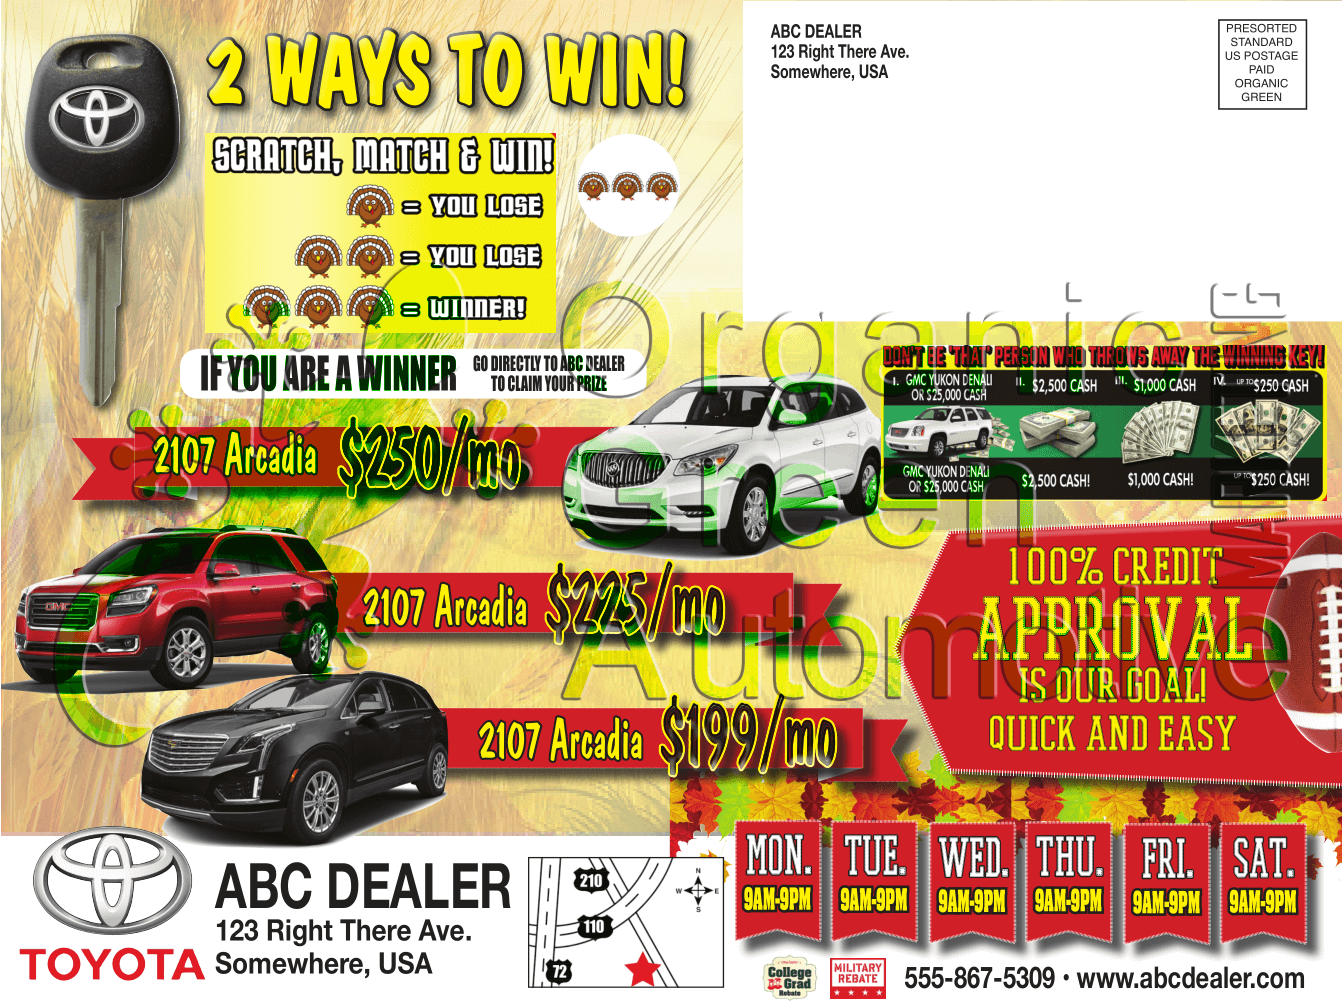 2 WAYS TO WIN!
SCRATCH, MATCH & WIN!
= YOU LOSE
= YOU LOSE
= WINNER!
IF YOU ARE A WINNER
GO DIRECTLY TO ABC DEALER
TO CLAIM YOUR PRIZE
ABC DEALER
123 Right There Ave.
Somewhere, USA
PRESORTED
STANDARD
US POSTAGE
PAID
ORGANIC
GREEN
Organic
Green
Automotive
MARKETING
DON'T BE 'THAT' PERSON WHO THROWS AWAY THE WINNING KEY!
I. GMC YUKON DENALI
OR $25,000 CASH
II. $2,500 CASH
III. $1,000 CASH
IV. UP TO $250 CASH
GMC YUKON DENALI
OR $25,000 CASH
$2,500 CASH!
$1,000 CASH!
UP TO $250 CASH!
2107 Arcadia $250/mo
2107 Arcadia $225/mo
2107 Arcadia $199/mo
GMC
100% CREDIT
APPROVAL
IS OUR GOAL!
QUICK AND EASY
MON.
9AM-9PM
TUE.
9AM-9PM
WED.
9AM-9PM
THU.
9AM-9PM
FRI.
9AM-9PM
SAT.
9AM-9PM
TOYOTA
ABC DEALER
123 Right There Ave.
Somewhere, USA
210
110
72
N
W E
S
College
Grad
Rebate
MILITARY
REBATE
555-867-5309 • www.abcdealer.com